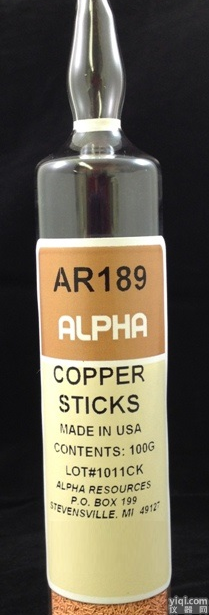 AR189
ALPHA
COPPER
STICKS
MADE IN USA
CONTENTS: 100G
LOT#1011CK
ALPHA RESOURCES
P.O. BOX 199
STEVENSVILLE, MI 49127
yiqi.com
仪器网